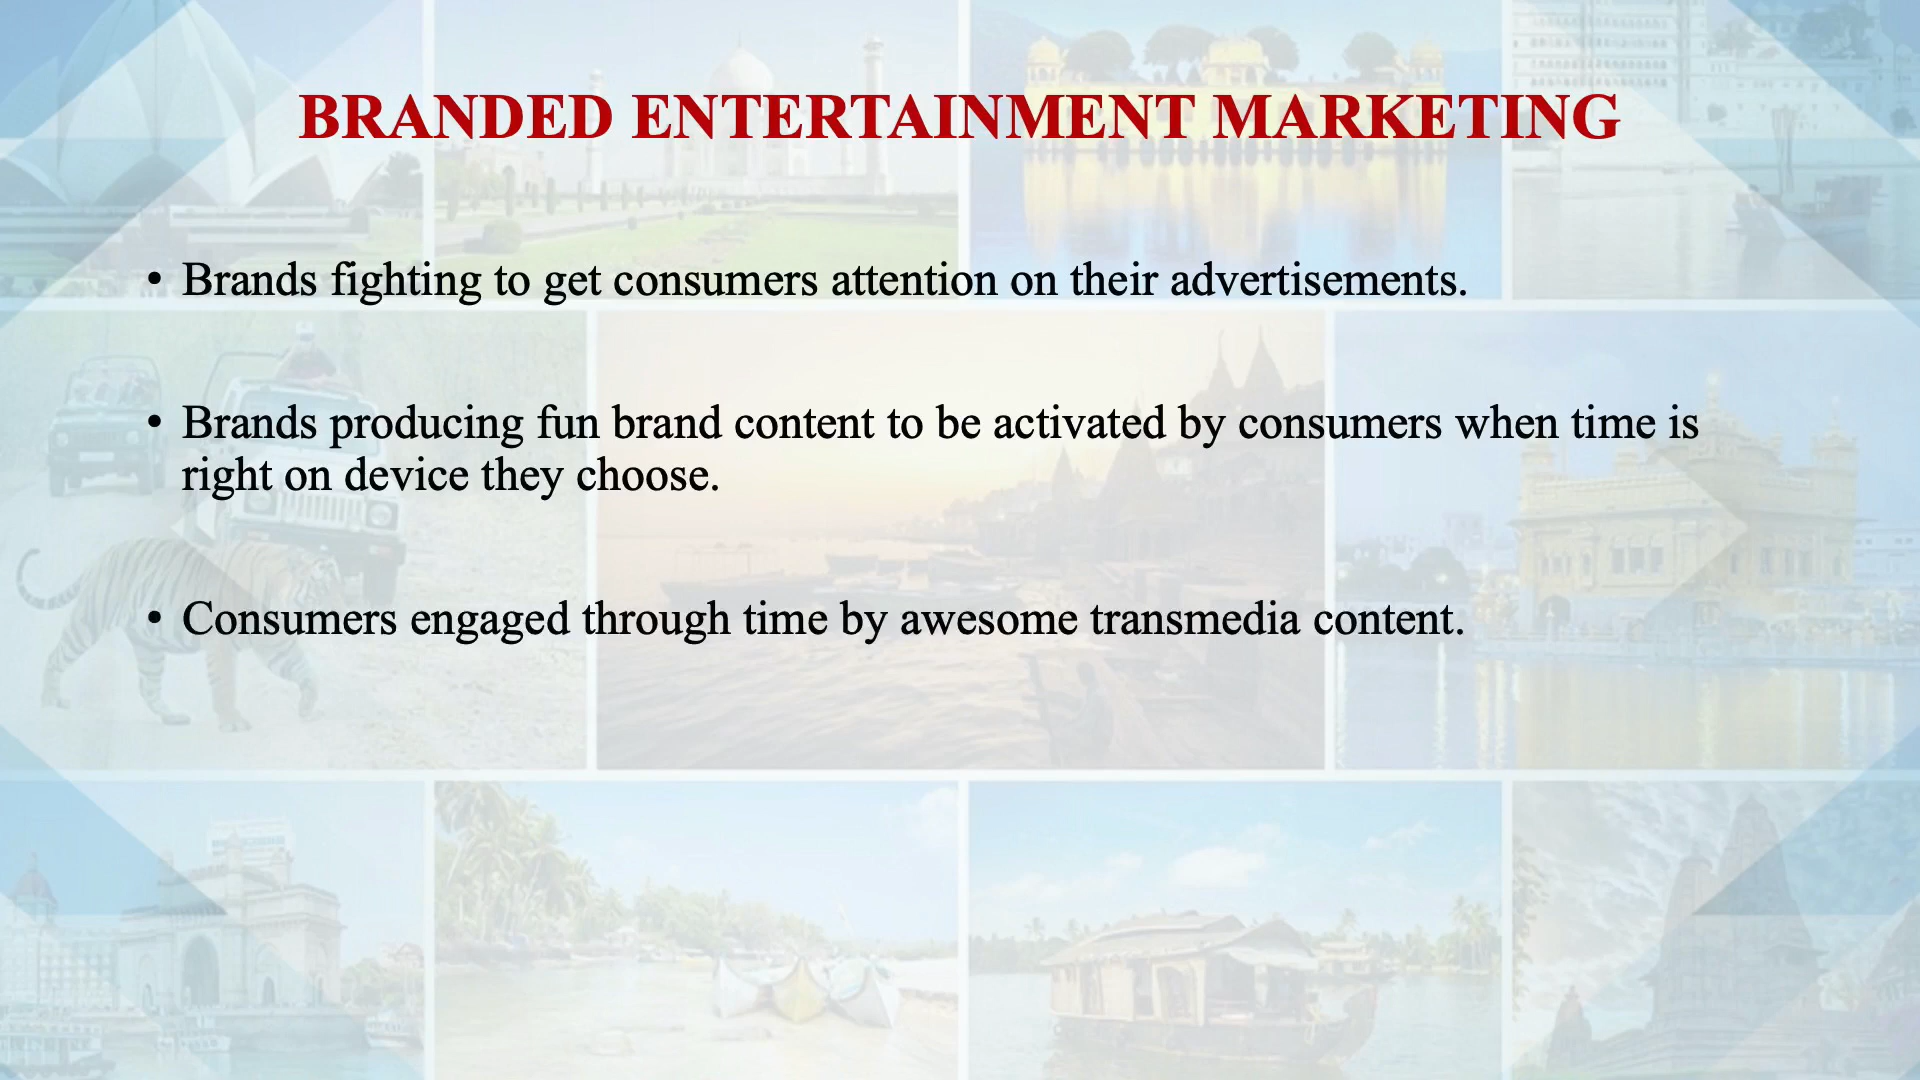 BRANDED ENTERTAINMENT MARKETING
• Brands fighting to get consumers attention on their advertisements.
• Brands producing fun brand content to be activated by consumers when time is
right on device they choose.
• Consumers engaged through time by awesome transmedia content.